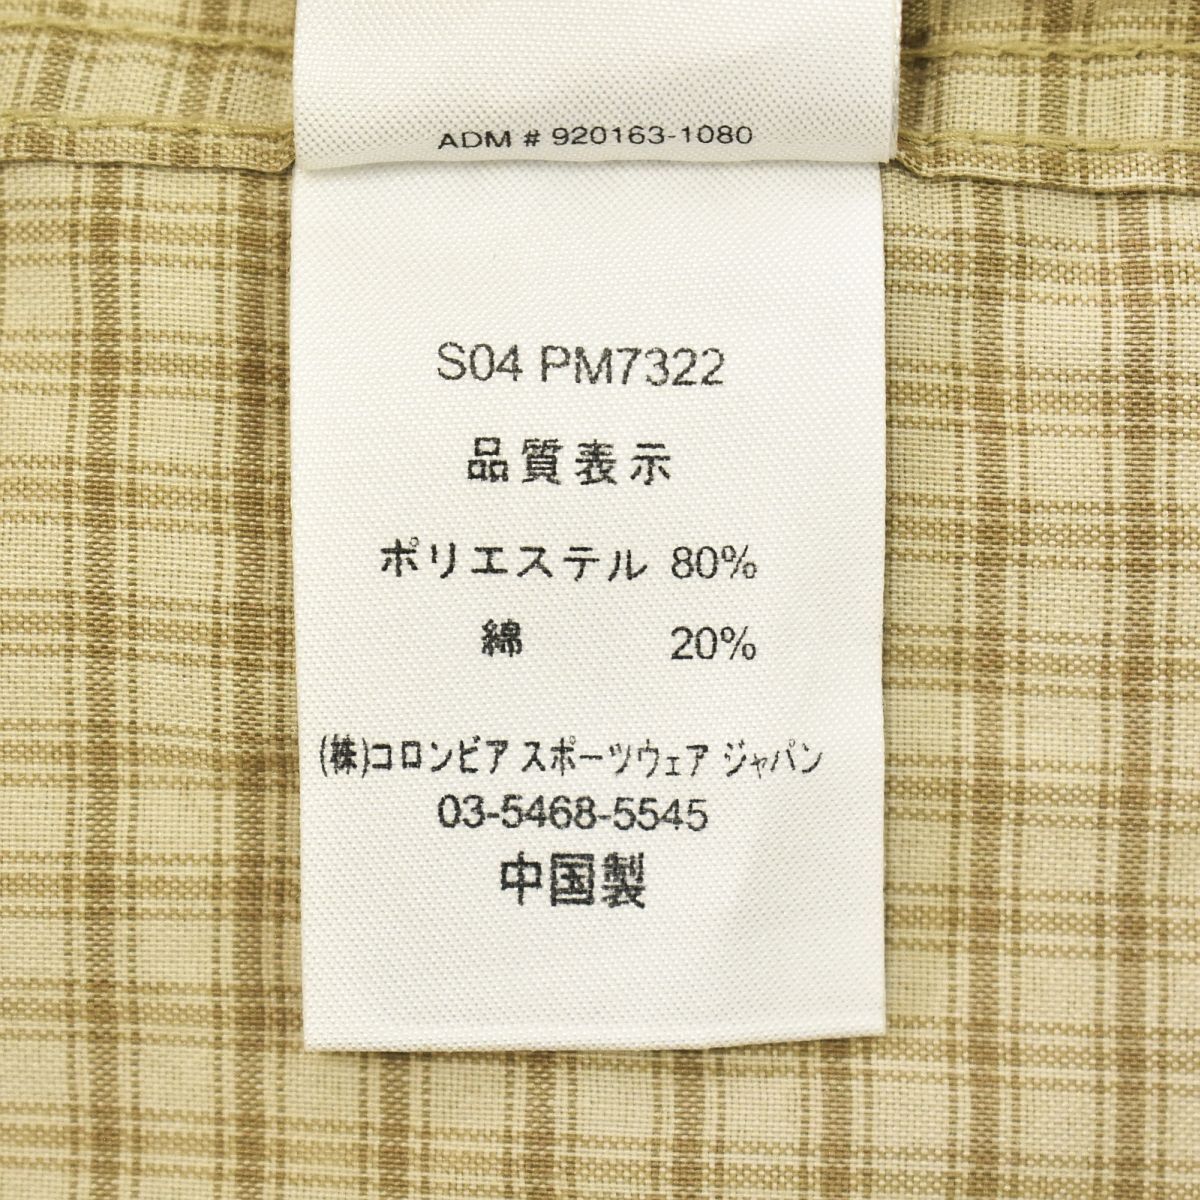 ADM # 920163-1080
S04 PM7322
品質表示
ポリエステル 80%
綿 20%
(株)コロンビア スポーツウェア ジャパン
03-5468-5545
中国製